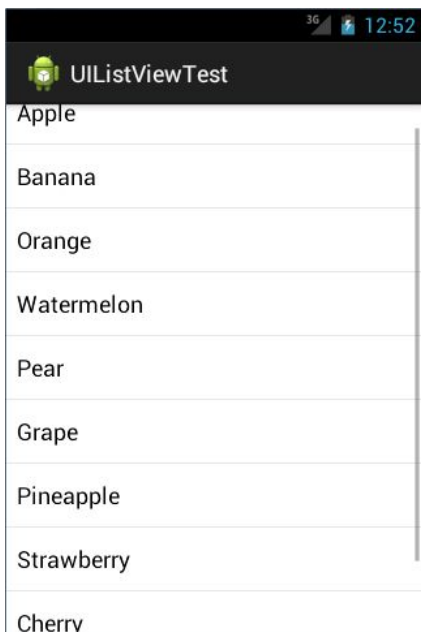 3G 12:52
UIListViewTest
Apple
Banana
Orange
Watermelon
Pear
Grape
Pineapple
Strawberry
Cherry